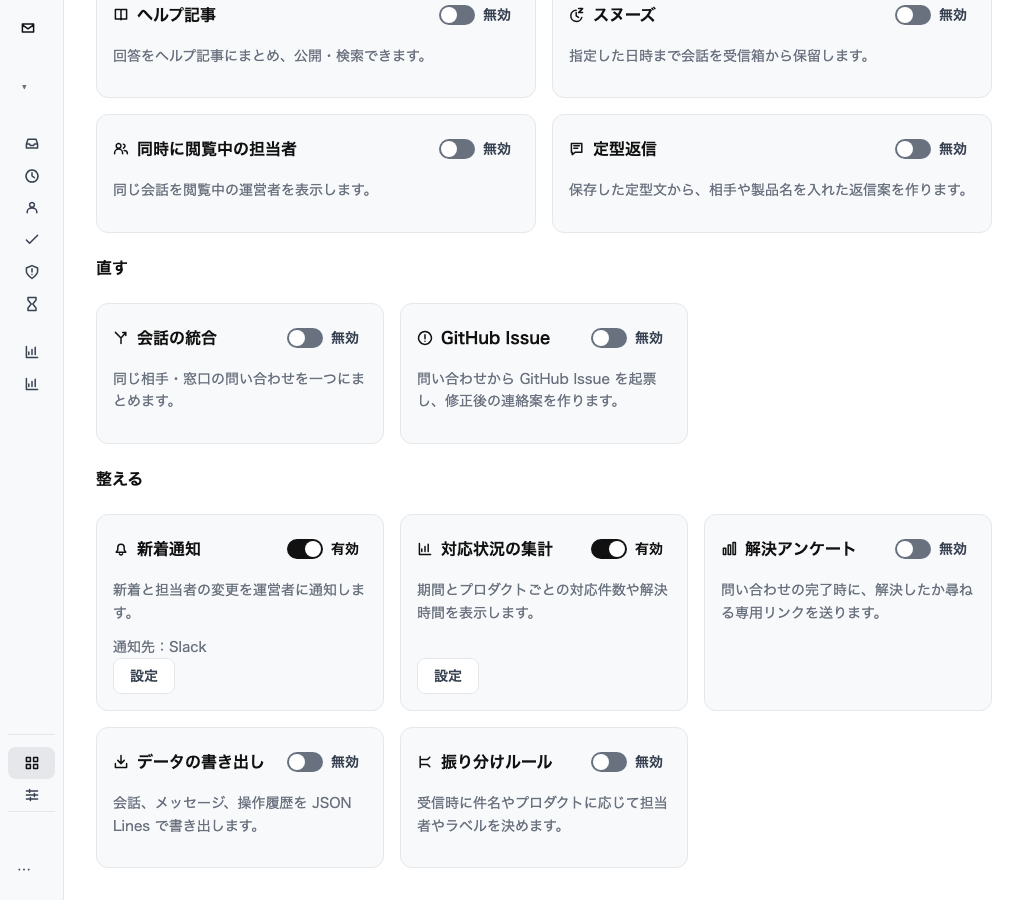 ヘルプ記事
無効
回答をヘルプ記事にまとめ、公開・検索できます。
スヌーズ
無効
指定した日時まで会話を受信箱から保留します。
同時に閲覧中の担当者
無効
同じ会話を閲覧中の運営者を表示します。
定型返信
無効
保存した定型文から、相手や製品名を入れた返信案を作ります。
直す
会話の統合
無効
同じ相手・窓口の問い合わせを一つにま
とめます。
GitHub Issue
無効
問い合わせから GitHub Issue を起票
し、修正後の連絡案を作ります。
整える
新着通知
有効
新着と担当者の変更を運営者に通知しま
す。
通知先：Slack
設定
対応状況の集計
有効
期間とプロダクトごとの対応件数や解決
時間を表示します。
設定
解決アンケート
無効
問い合わせの完了時に、解決したか尋ね
る専用リンクを送ります。
データの書き出し
無効
会話、メッセージ、操作履歴を JSON
Lines で書き出します。
振り分けルール
無効
受信時に件名やプロダクトに応じて担当
者やラベルを決めます。